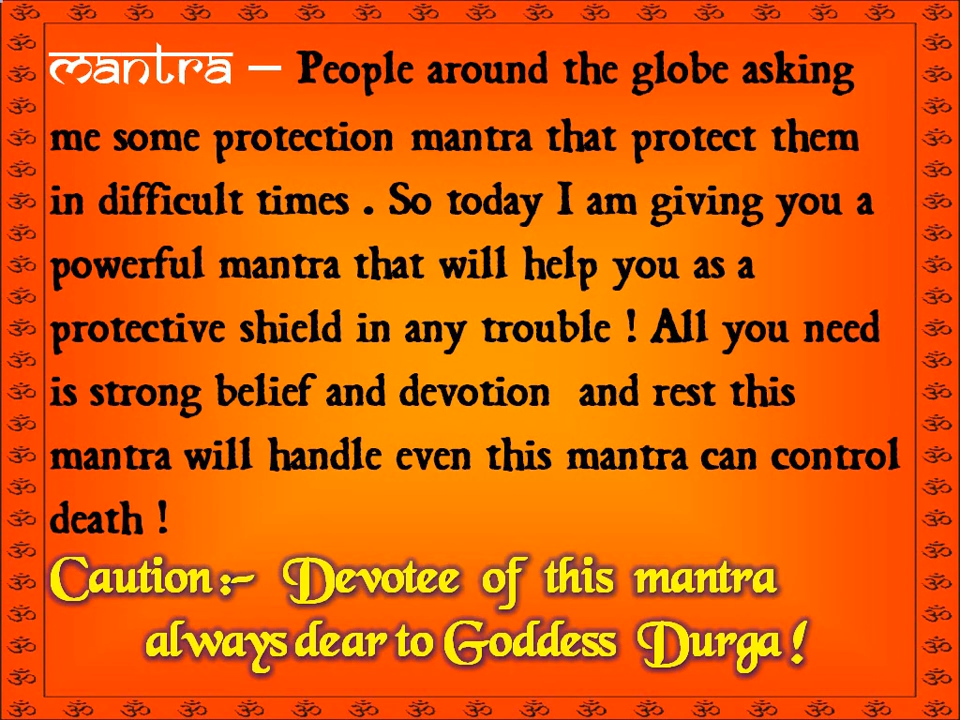 Mantra – People around the globe asking
me some protection mantra that protect them
in difficult times . So today I am giving you a
powerful mantra that will help you as a
protective shield in any trouble ! All you need
is strong belief and devotion and rest this
mantra will handle even this mantra can control
death !
Caution :- Devotee of this mantra
always dear to Goddess Durga !